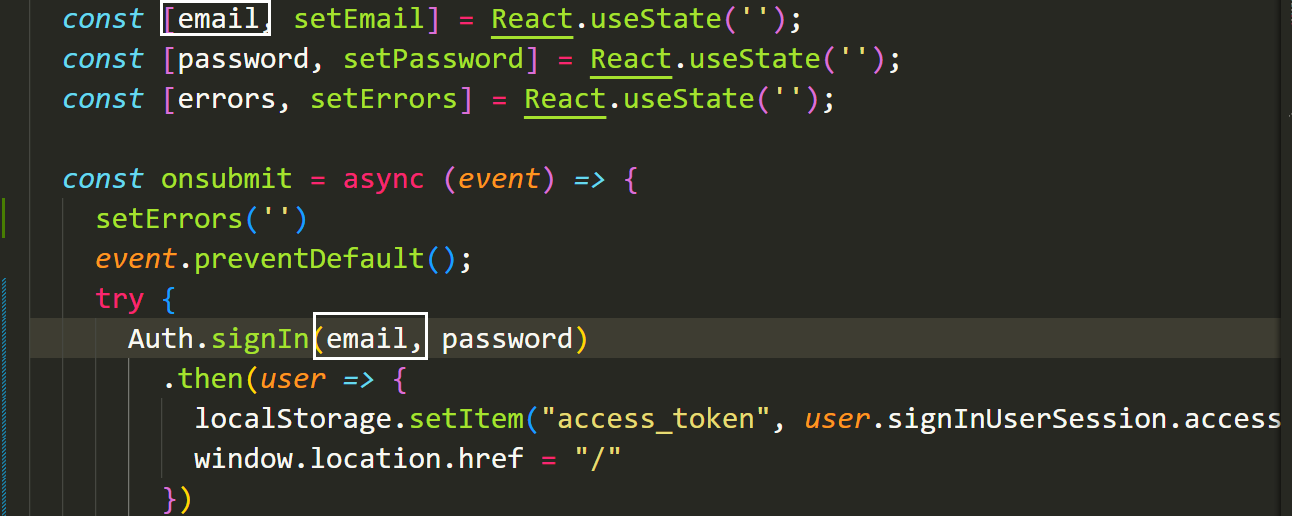 const [email, setEmail] = React.useState('');
const [password, setPassword] = React.useState('');
const [errors, setErrors] = React.useState('');
const onsubmit = async (event) => {
setErrors('')
event.preventDefault();
try {
Auth.signIn(email, password)
.then(user => {
localStorage.setItem("access_token", user.signInUserSession.access
window.location.href = "/"
})